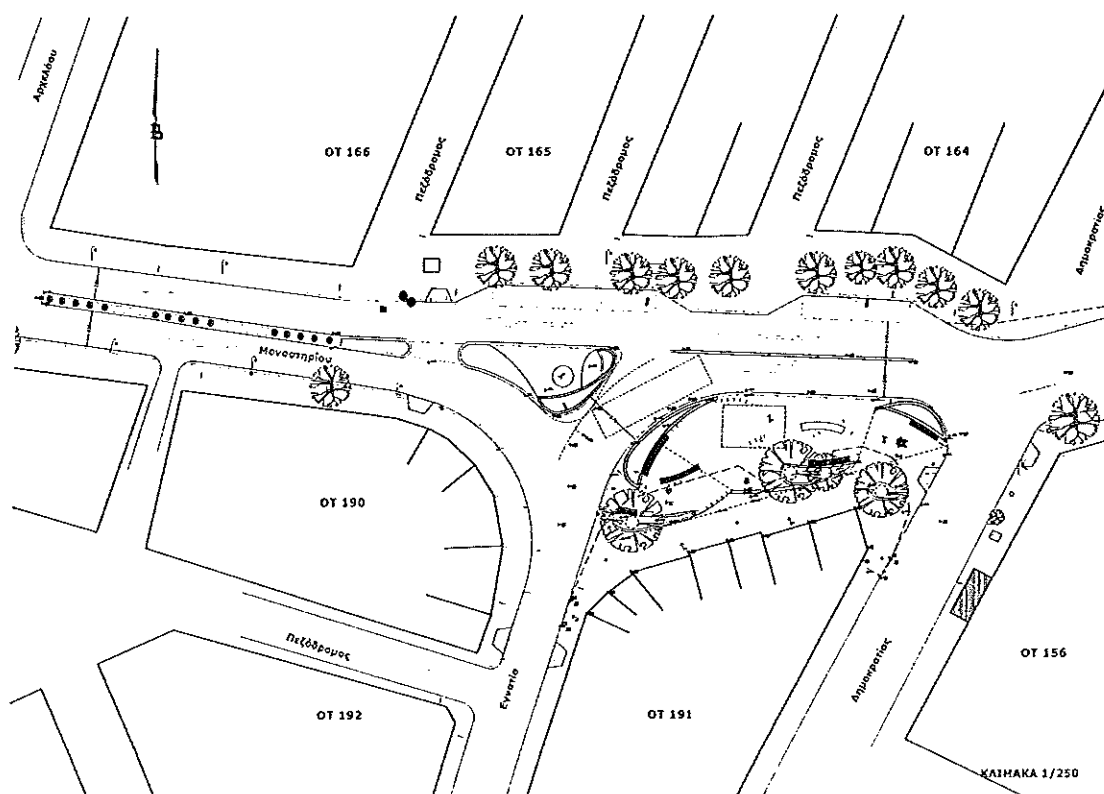 Αρχελάου
ΟΤ 166
Πεζόδρομος
ΟΤ 165
Πεζόδρομος
Πεζόδρομος
ΟΤ 164
Δημοκρατίας
Μοναστηρίου
ΟΤ 190
Πεζόδρομος
ΟΤ 192
Εγνατία
ΟΤ 191
Δημοκρατίας
ΟΤ 156
ΚΛΙΜΑΚΑ 1/250